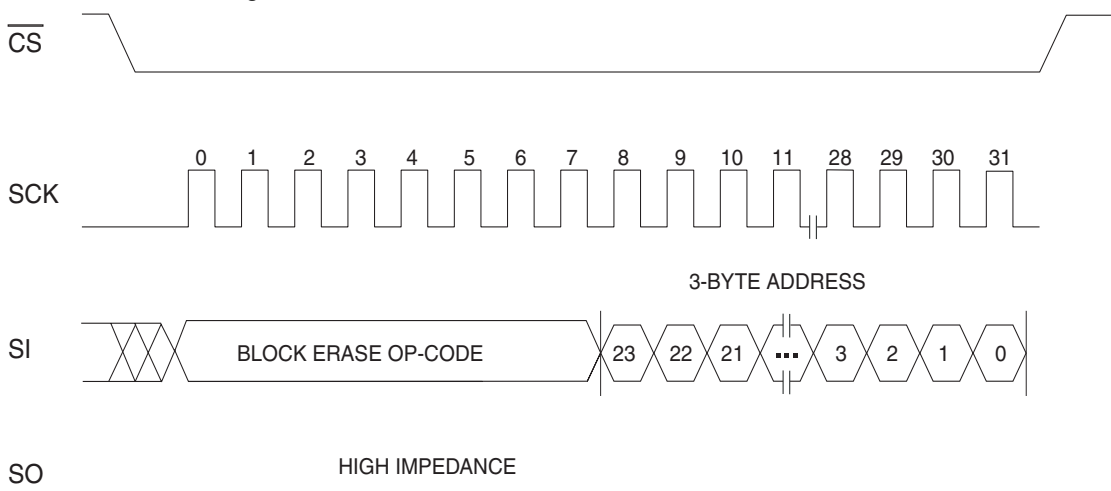 CS
0 1 2 3 4 5 6 7 8 9 10 11 28 29 30 31
SCK
3-BYTE ADDRESS
SI BLOCK ERASE OP-CODE 23 22 21 ... 3 2 1 0
SO HIGH IMPEDANCE